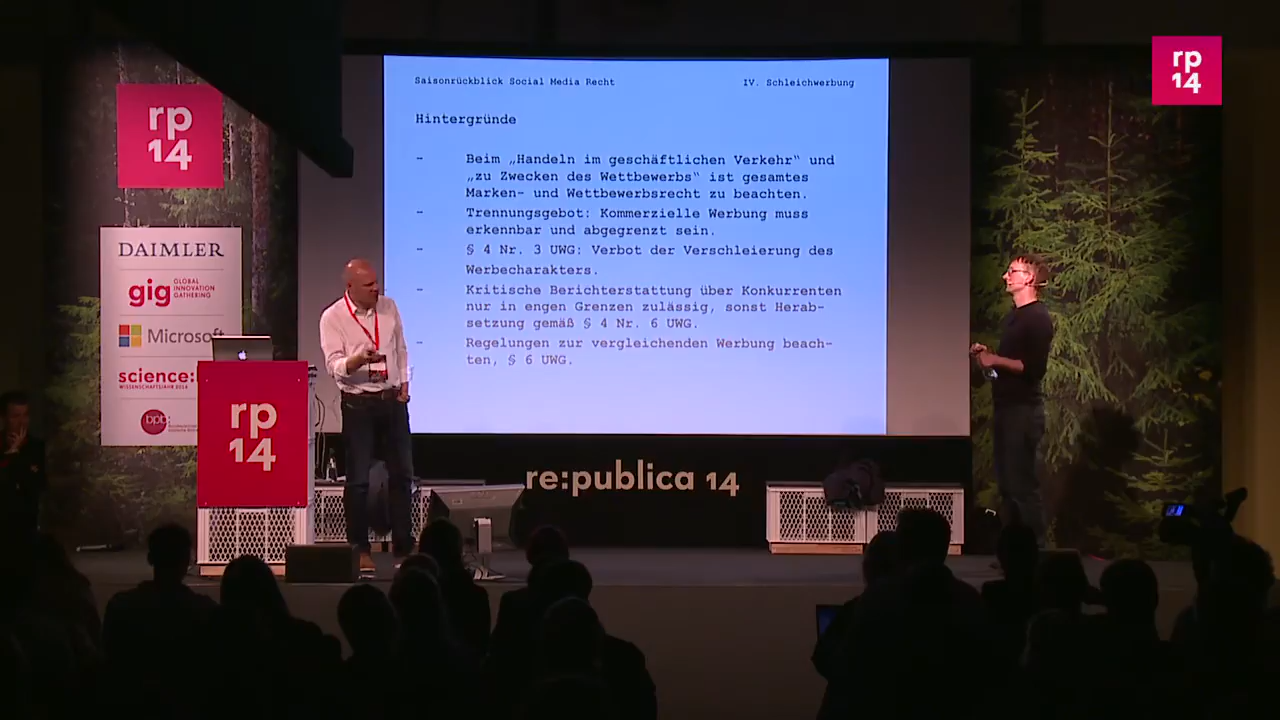 rp
14
rp
14
DAIMLER
gig GLOBAL
INNOVATION
GATHERING
Microsoft
science:
WISSENSCHAFTSJAHR 2014
bpb:
rp
14
Saisonrückblick Social Media Recht
IV. Schleichwerbung
Hintergründe
– Beim „Handeln im geschäftlichen Verkehr“ und
„zu Zwecken des Wettbewerbs“ ist gesamtes
Marken- und Wettbewerbsrecht zu beachten.
– Trennungsgebot: Kommerzielle Werbung muss
erkennbar und abgegrenzt sein.
– § 4 Nr. 3 UWG: Verbot der Verschleierung des
Werbecharakters.
– Kritische Berichterstattung über Konkurrenten
nur in engen Grenzen zulässig, sonst Herab-
setzung gemäß § 4 Nr. 6 UWG.
– Regelungen zur vergleichenden Werbung beach-
ten, § 6 UWG.
re:publica 14